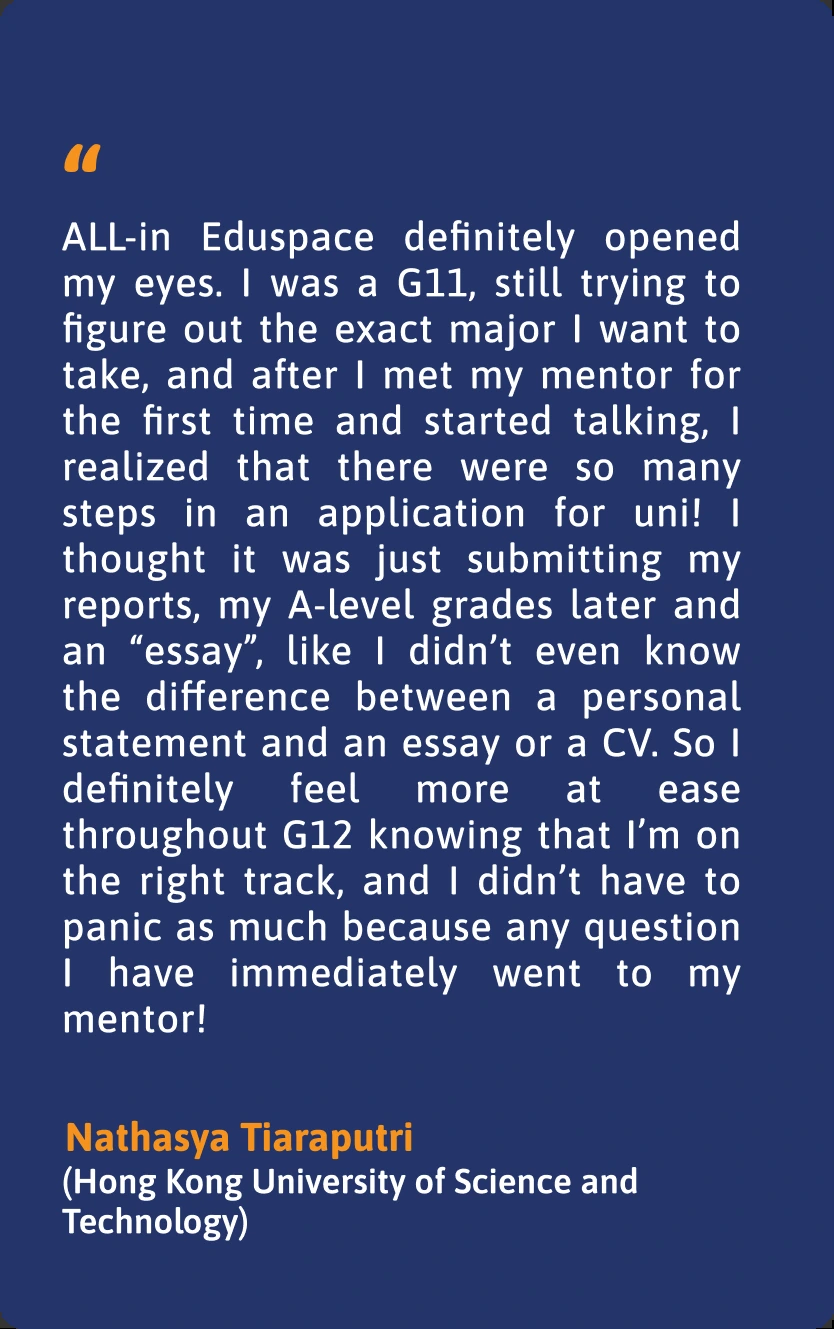 “
ALL-in Eduspace definitely opened
my eyes. I was a G11, still trying to
figure out the exact major I want to
take, and after I met my mentor for
the first time and started talking, I
realized that there were so many
steps in an application for uni! I
thought it was just submitting my
reports, my A-level grades later and
an “essay”, like I didn’t even know
the difference between a personal
statement and an essay or a CV. So I
definitely feel more at ease
throughout G12 knowing that I’m on
the right track, and I didn’t have to
panic as much because any question
I have immediately went to my
mentor!
Nathasya Tiaraputri
(Hong Kong University of Science and
Technology)